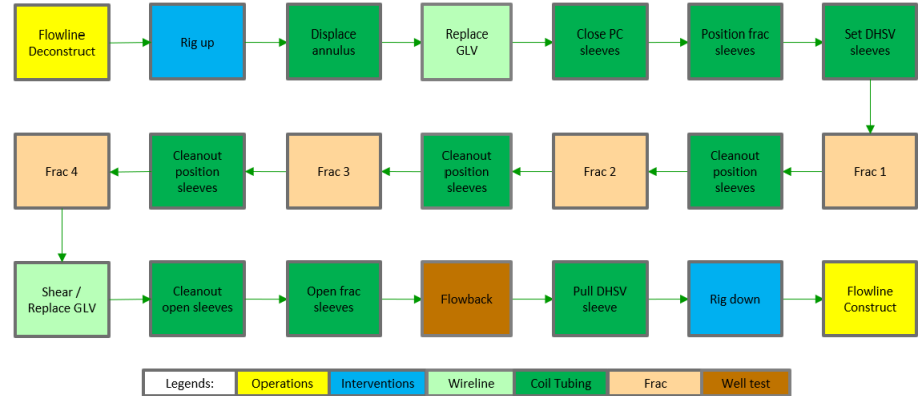 Flowline
Deconstruct
Rig up
Displace
annulus
Replace
GLV
Close PC
sleeves
Position frac
sleeves
Set DHSV
sleeves
Frac 4
Cleanout
position
sleeves
Frac 3
Cleanout
position
sleeves
Frac 2
Cleanout
position
sleeves
Frac 1
Shear /
Replace GLV
Cleanout
open sleeves
Open frac
sleeves
Flowback
Pull DHSV
sleeve
Rig down
Flowline
Construct
Legends: Operations Interventions Wireline Coil Tubing Frac Well test